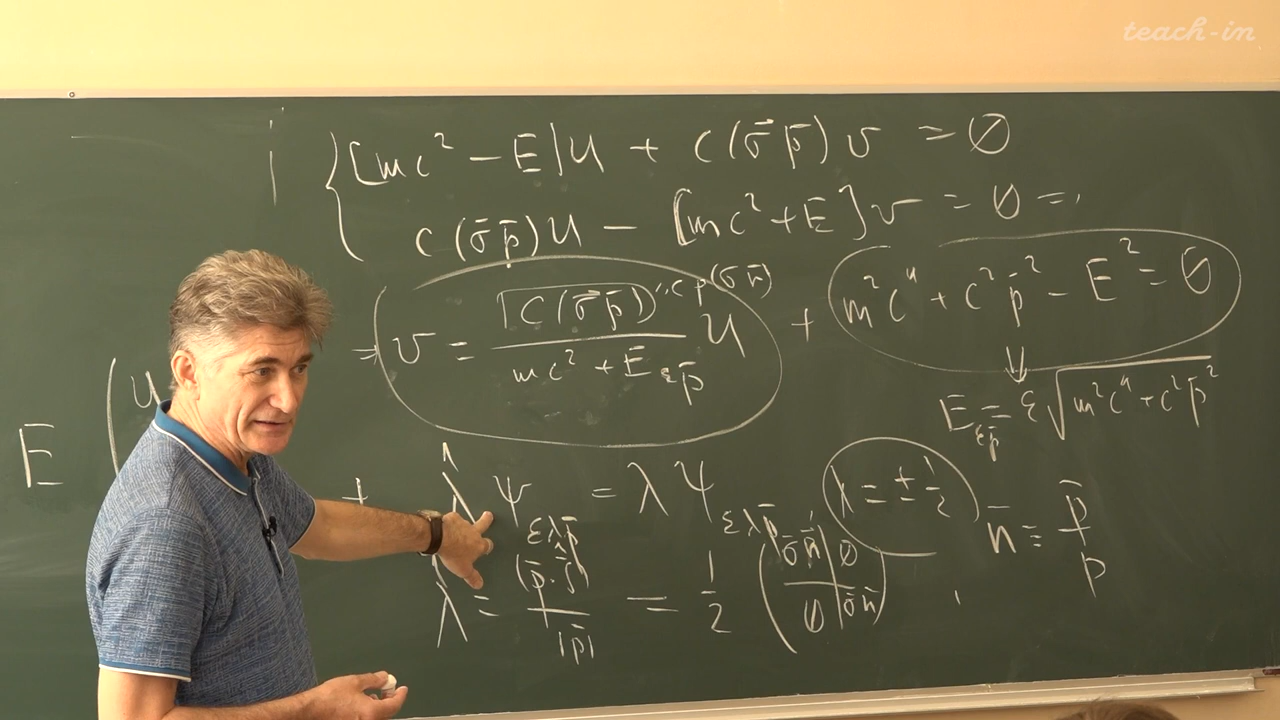 teach-in
[mc² − E]u + c(σ̄ p̄)v = 0
c(σ̄ p̄)u − [mc² + E]v = 0 =
⇒ v = c(σ̄ p̄) / (mc² + E_εp̄) u + m²c⁴ + c²p̄² − E² = 0
cp(σ̄ n̄)
E_εp̄ = ε√(m²c⁴ + c²p̄²)
E (u
+ λ̂ψ_ελp̄ = λψ_ελp̄ λ = ± 1/2 n̄ = p̄/p
λ̂ = (p̄ · ŝ) / |p̄| = 1/2 (σ̄n̄ | 0 / 0 | σ̄n̄)